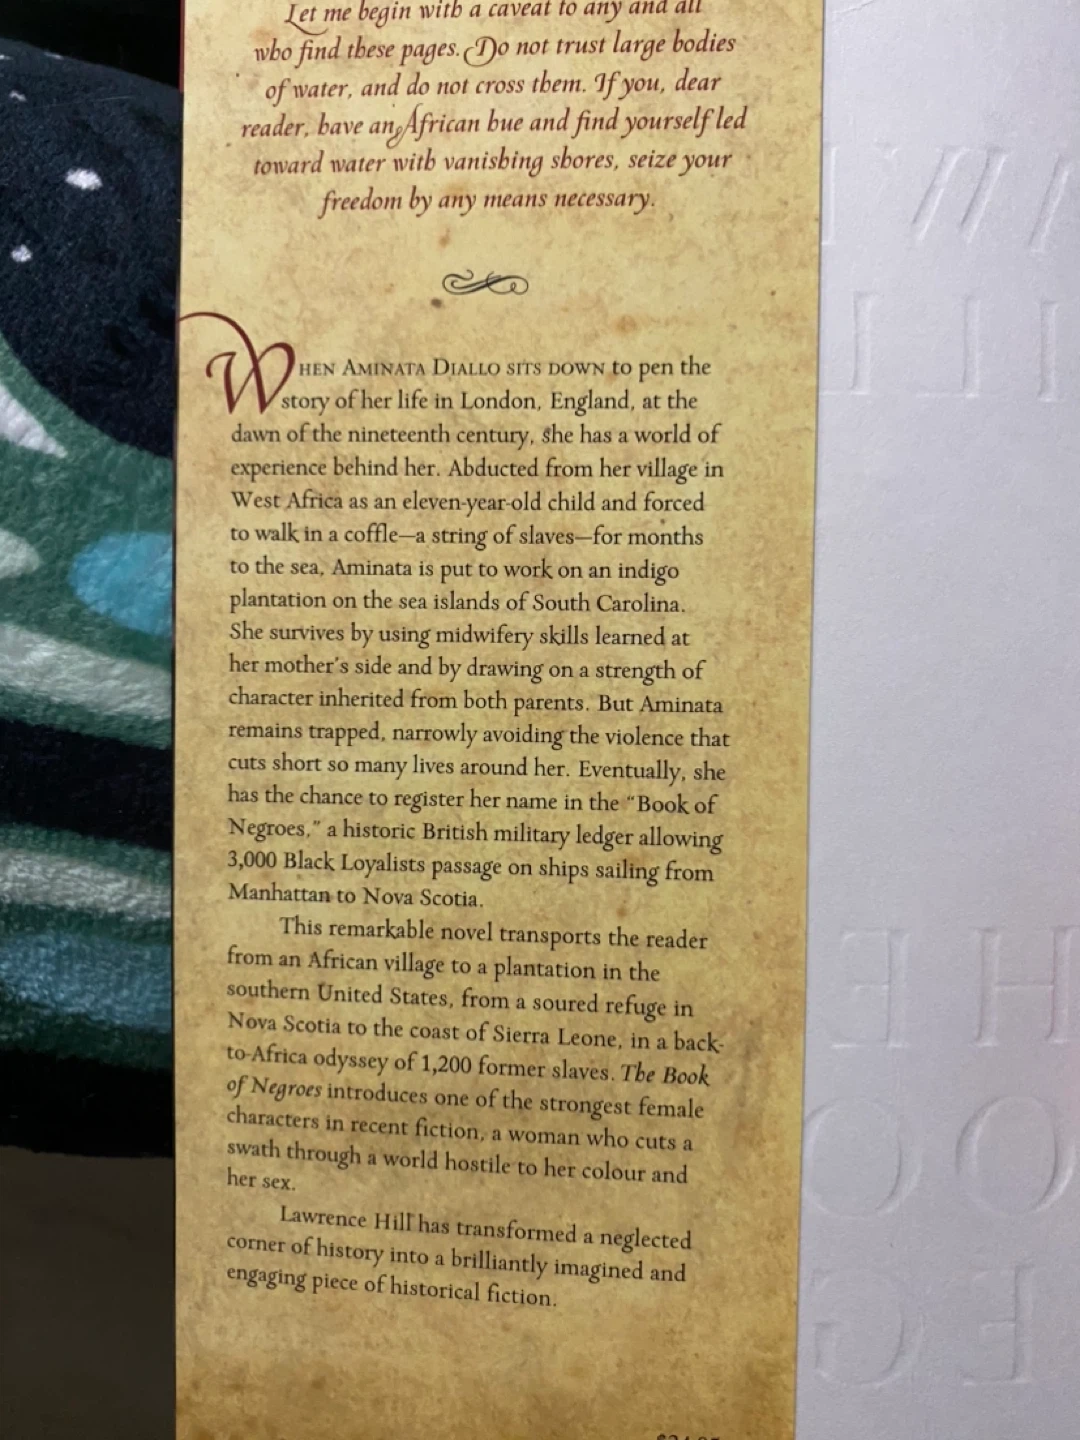 Let me begin with a caveat to any and all
who find these pages. Do not trust large bodies
of water, and do not cross them. If you, dear
reader, have an African hue and find yourself led
toward water with vanishing shores, seize your
freedom by any means necessary.
WHEN AMINATA DIALLO SITS DOWN to pen the
story of her life in London, England, at the
dawn of the nineteenth century, she has a world of
experience behind her. Abducted from her village in
West Africa as an eleven-year-old child and forced
to walk in a coffle—a string of slaves—for months
to the sea, Aminata is put to work on an indigo
plantation on the sea islands of South Carolina.
She survives by using midwifery skills learned at
her mother's side and by drawing on a strength of
character inherited from both parents. But Aminata
remains trapped, narrowly avoiding the violence that
cuts short so many lives around her. Eventually, she
has the chance to register her name in the "Book of
Negroes," a historic British military ledger allowing
3,000 Black Loyalists passage on ships sailing from
Manhattan to Nova Scotia.
This remarkable novel transports the reader
from an African village to a plantation in the
southern United States, from a soured refuge in
Nova Scotia to the coast of Sierra Leone, in a back-
to-Africa odyssey of 1,200 former slaves. The Book
of Negroes introduces one of the strongest female
characters in recent fiction, a woman who cuts a
swath through a world hostile to her colour and
her sex.
Lawrence Hill has transformed a neglected
corner of history into a brilliantly imagined and
engaging piece of historical fiction.